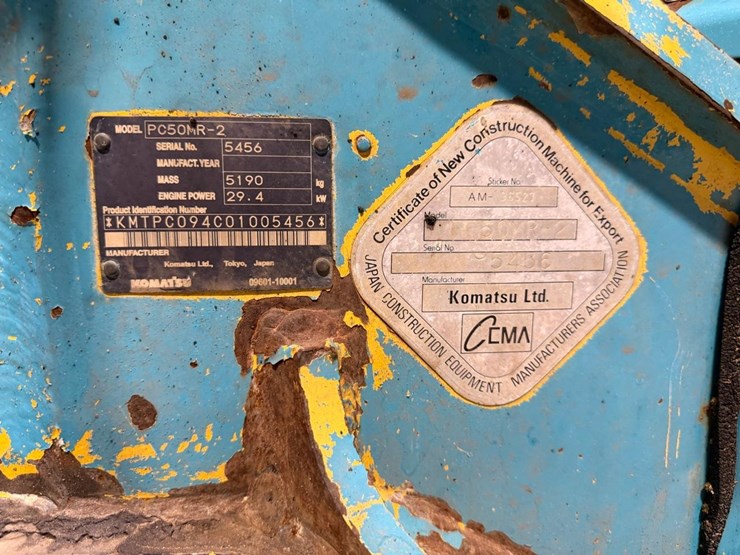 MODEL PC50MR-2
SERIAL No. 5456
MANUFACT. YEAR
MASS 5190 kg
ENGINE POWER 29.4 kW
Product Identification Number
*KMTPC094C01005456*
MANUFACTURER
Komatsu Ltd., Tokyo, Japan
KOMATSU 09601-10001
Certificate of New Construction Machine for Export
Sticker No.
AM-
Model
Serial No
Manufacturer
Komatsu Ltd.
CEMA
JAPAN CONSTRUCTION EQUIPMENT MANUFACTURERS ASSOCIATION